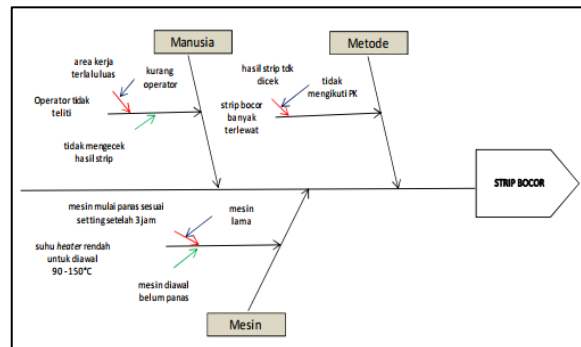 Manusia
Metode
area kerja
terlalu luas
kurang
operator
Operator tidak
teliti
tidak mengecek
hasil strip
hasil strip tdk
dicek
tidak
mengikuti PK
strip bocor
banyak
terlewat
STRIP BOCOR
mesin mulai panas sesuai
setting setelah 3 jam
mesin
lama
suhu heater rendah
untuk diawal
90 -150°C
mesin diawal
belum panas
Mesin